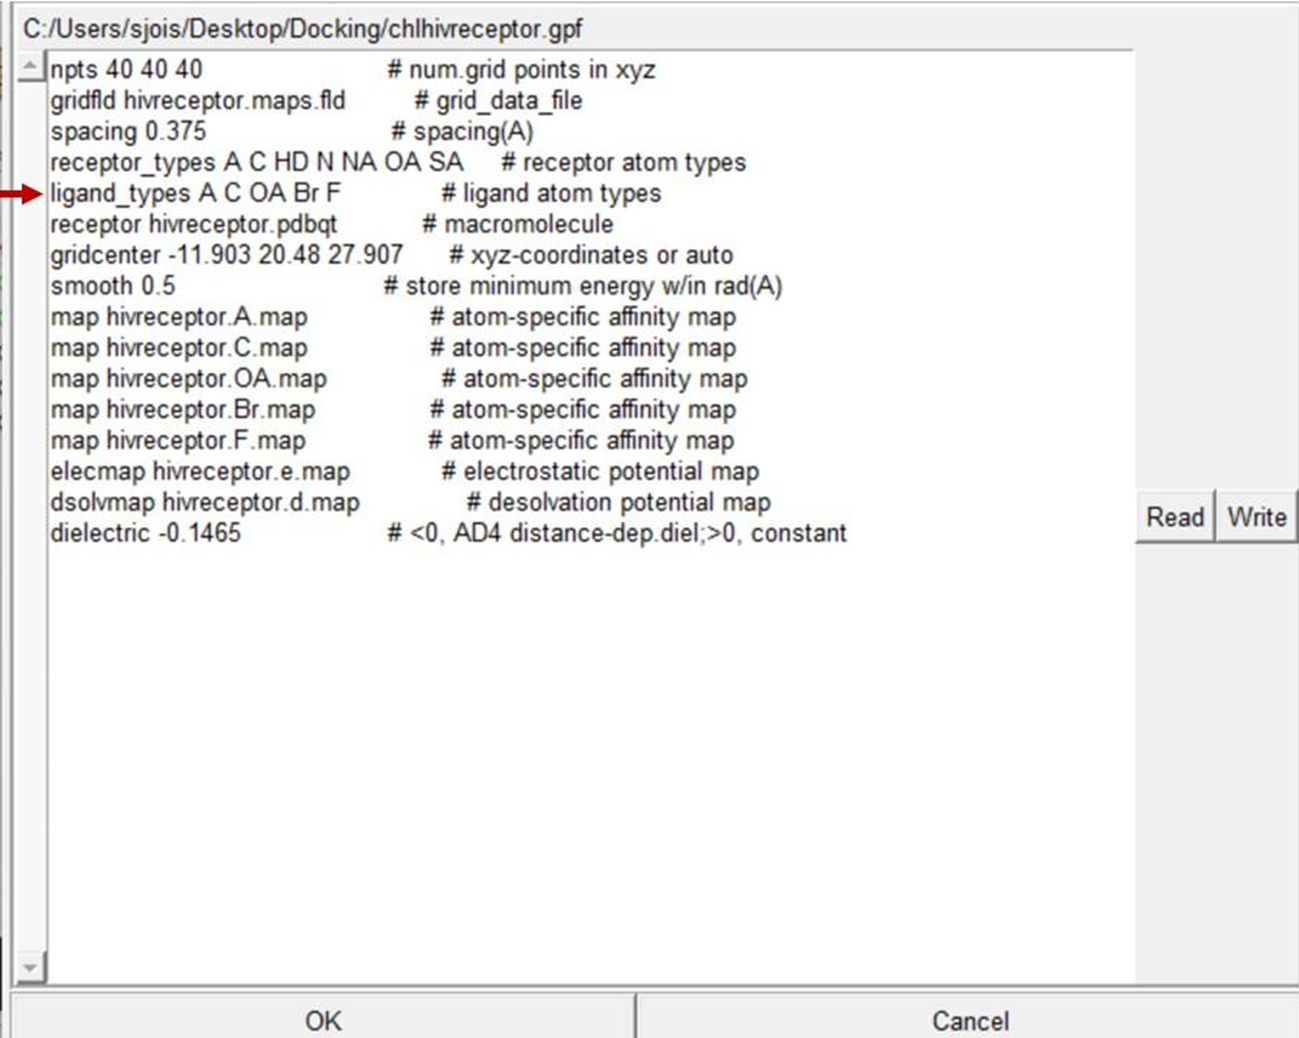 C:/Users/sjois/Desktop/Docking/chlhivreceptor.gpf
npts 40 40 40 # num.grid points in xyz
gridfld hivreceptor.maps.fld # grid_data_file
spacing 0.375 # spacing(A)
receptor_types A C HD N NA OA SA # receptor atom types
ligand_types A C OA Br F # ligand atom types
receptor hivreceptor.pdbqt # macromolecule
gridcenter -11.903 20.48 27.907 # xyz-coordinates or auto
smooth 0.5 # store minimum energy w/in rad(A)
map hivreceptor.A.map # atom-specific affinity map
map hivreceptor.C.map # atom-specific affinity map
map hivreceptor.OA.map # atom-specific affinity map
map hivreceptor.Br.map # atom-specific affinity map
map hivreceptor.F.map # atom-specific affinity map
elecmap hivreceptor.e.map # electrostatic potential map
dsolvmap hivreceptor.d.map # desolvation potential map
dielectric -0.1465 # <0, AD4 distance-dep.diel;>0, constant
Read Write
OK Cancel